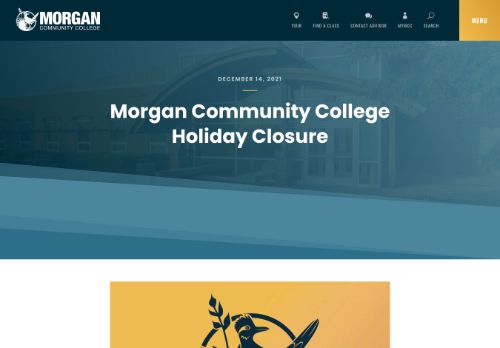 MORGAN
COMMUNITY COLLEGE
TOUR
FIND A CLASS
CONTACT ADVISOR
MYMCC
SEARCH
MENU
DECEMBER 14, 2021
Morgan Community College
Holiday Closure